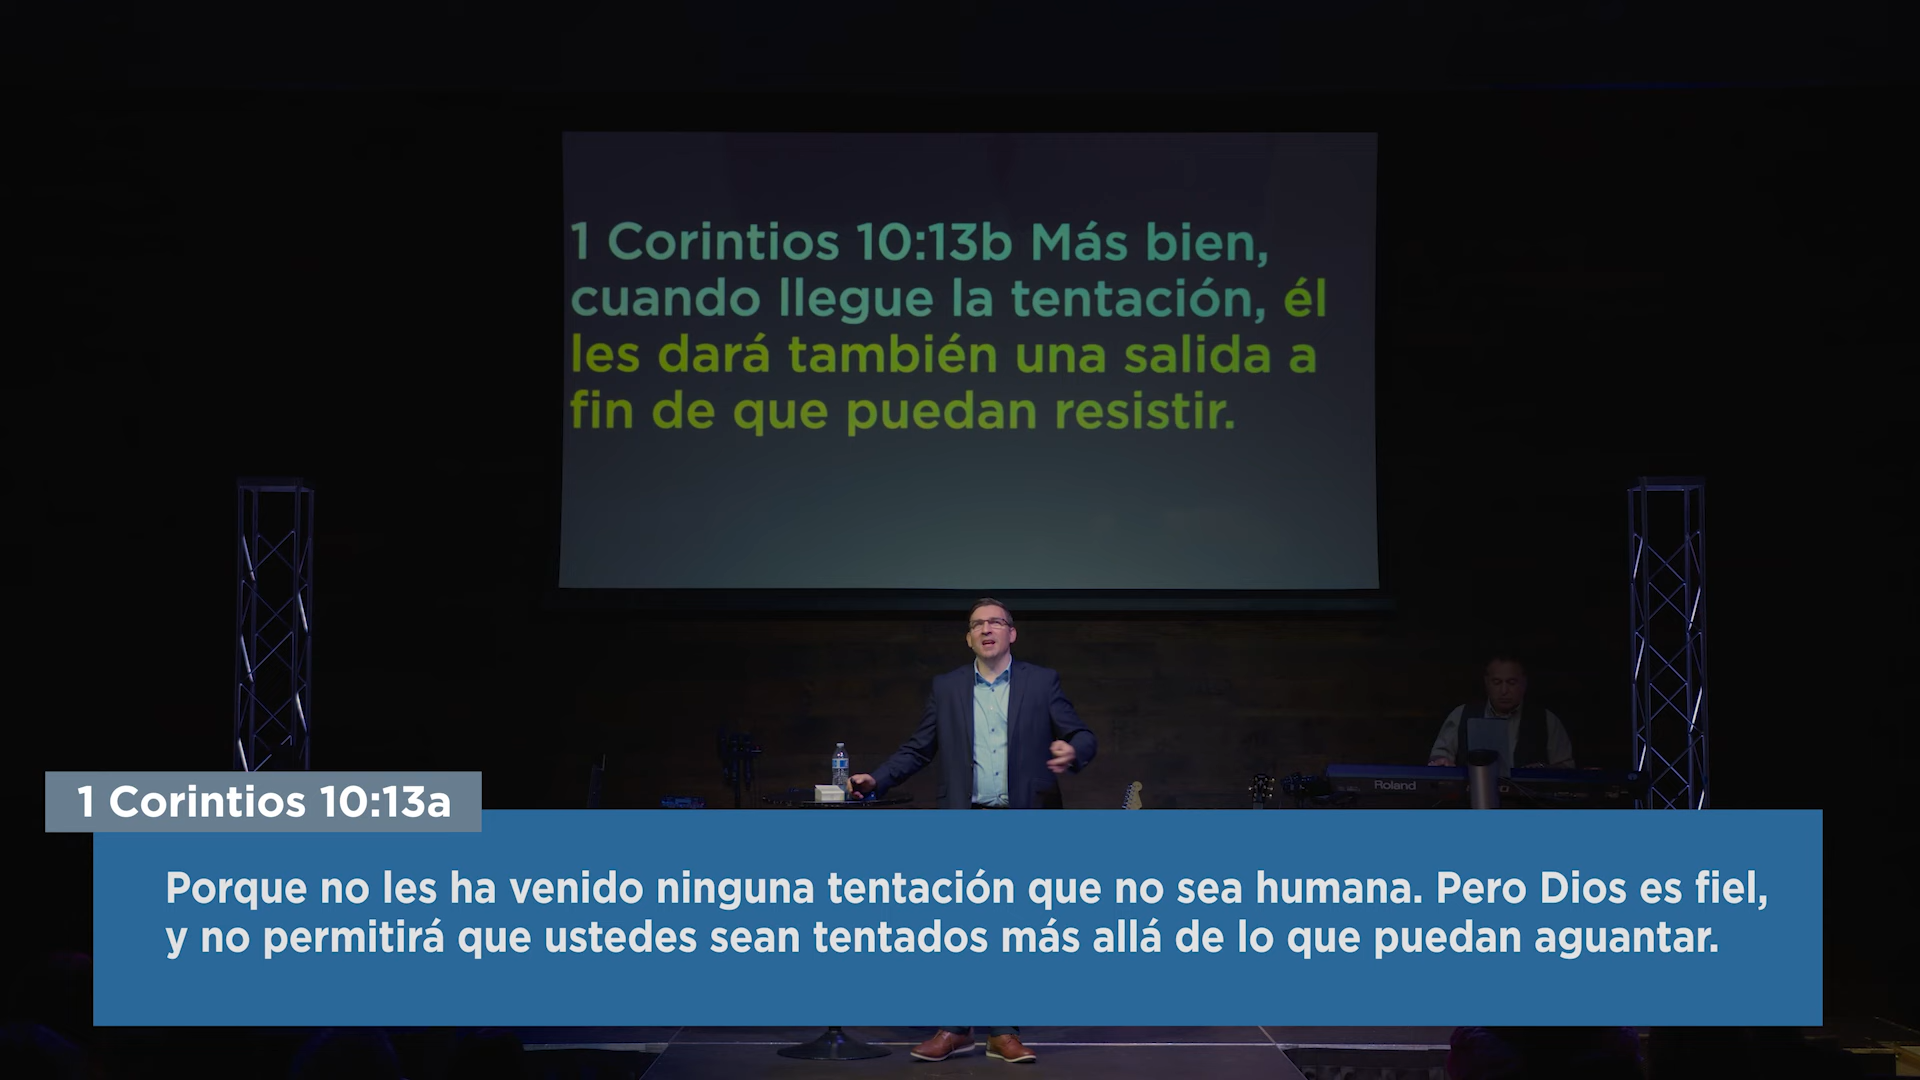 1 Corintios 10:13b Más bien,
cuando llegue la tentación, él
les dará también una salida a
fin de que puedan resistir.
Roland
1 Corintios 10:13a
Porque no les ha venido ninguna tentación que no sea humana. Pero Dios es fiel,
y no permitirá que ustedes sean tentados más allá de lo que puedan aguantar.